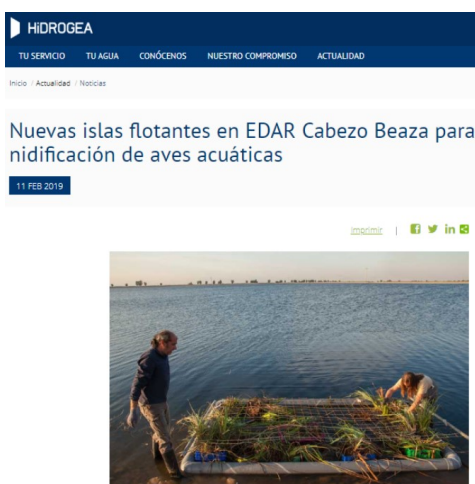 HiDROGEA
TU SERVICIO TU AGUA CONÓCENOS NUESTRO COMPROMISO ACTUALIDAD
Inicio / Actualidad / Noticias
Nuevas islas flotantes en EDAR Cabezo Beaza para
nidificación de aves acuáticas
11 FEB 2019
imprimir |